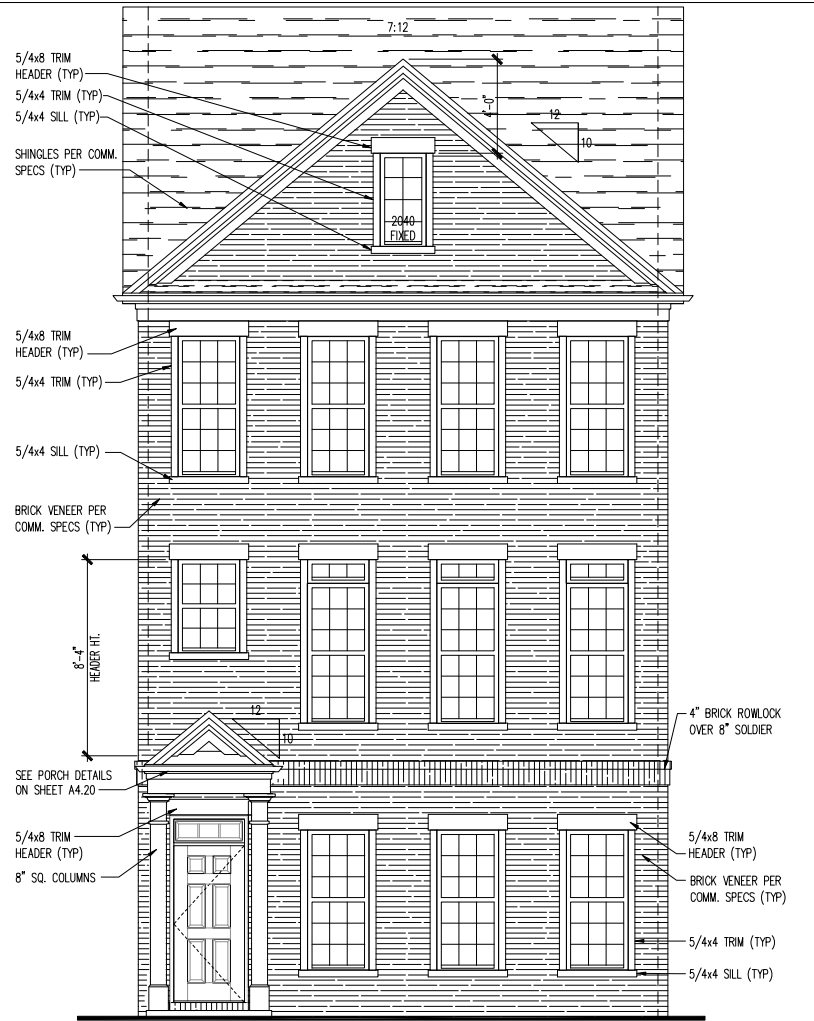 7:12
5/4x8 TRIM
HEADER (TYP)
5/4x4 TRIM (TYP)
5/4x4 SILL (TYP)
4'-0"
12
10
SHINGLES PER COMM.
SPECS (TYP)
2040
FIXED
5/4x8 TRIM
HEADER (TYP)
5/4x4 TRIM (TYP)
5/4x4 SILL (TYP)
BRICK VENEER PER
COMM. SPECS (TYP)
8'-4"
HEADER HT.
12
10
4" BRICK ROWLOCK
OVER 8" SOLDIER
SEE PORCH DETAILS
ON SHEET A4.20
5/4x8 TRIM
HEADER (TYP)
8" SQ. COLUMNS
5/4x8 TRIM
HEADER (TYP)
BRICK VENEER PER
COMM. SPECS (TYP)
5/4x4 TRIM (TYP)
5/4x4 SILL (TYP)